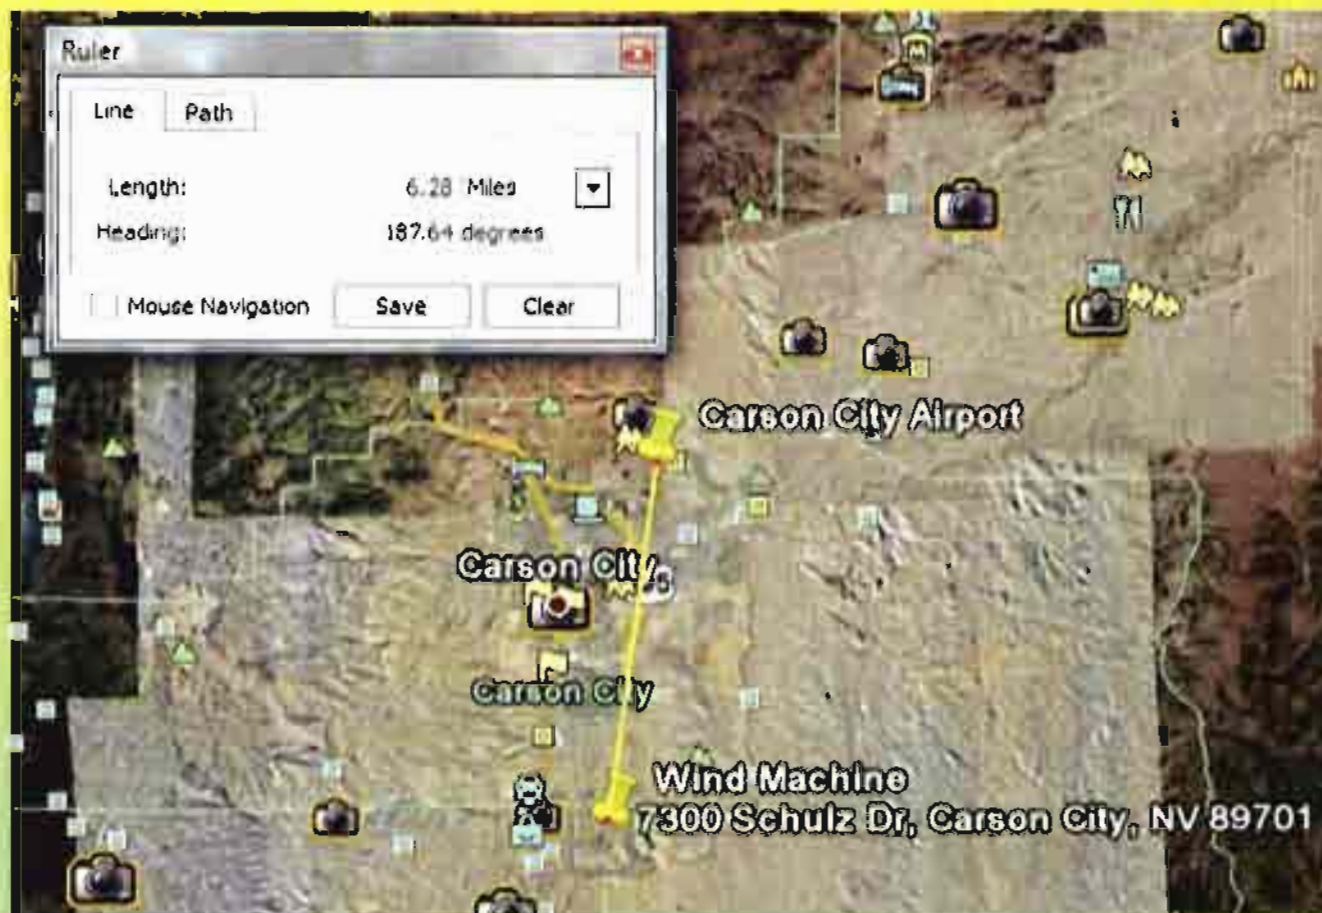 Ruler
Line Path
Length: 6.28 Miles
Heading: 187.64 degrees
Mouse Navigation Save Clear
Carson City Airport
Carson City
Carson City
Wind Machine
7300 Schulz Dr, Carson City, NV 89701